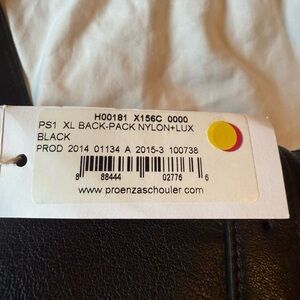 H00181 X156C 0000
PS1 XL BACK-PACK NYLON+LUX
BLACK
PROD 2014 01134 A 2015-3 100738
8 88444 02776 6
www.proenzaschouler.com